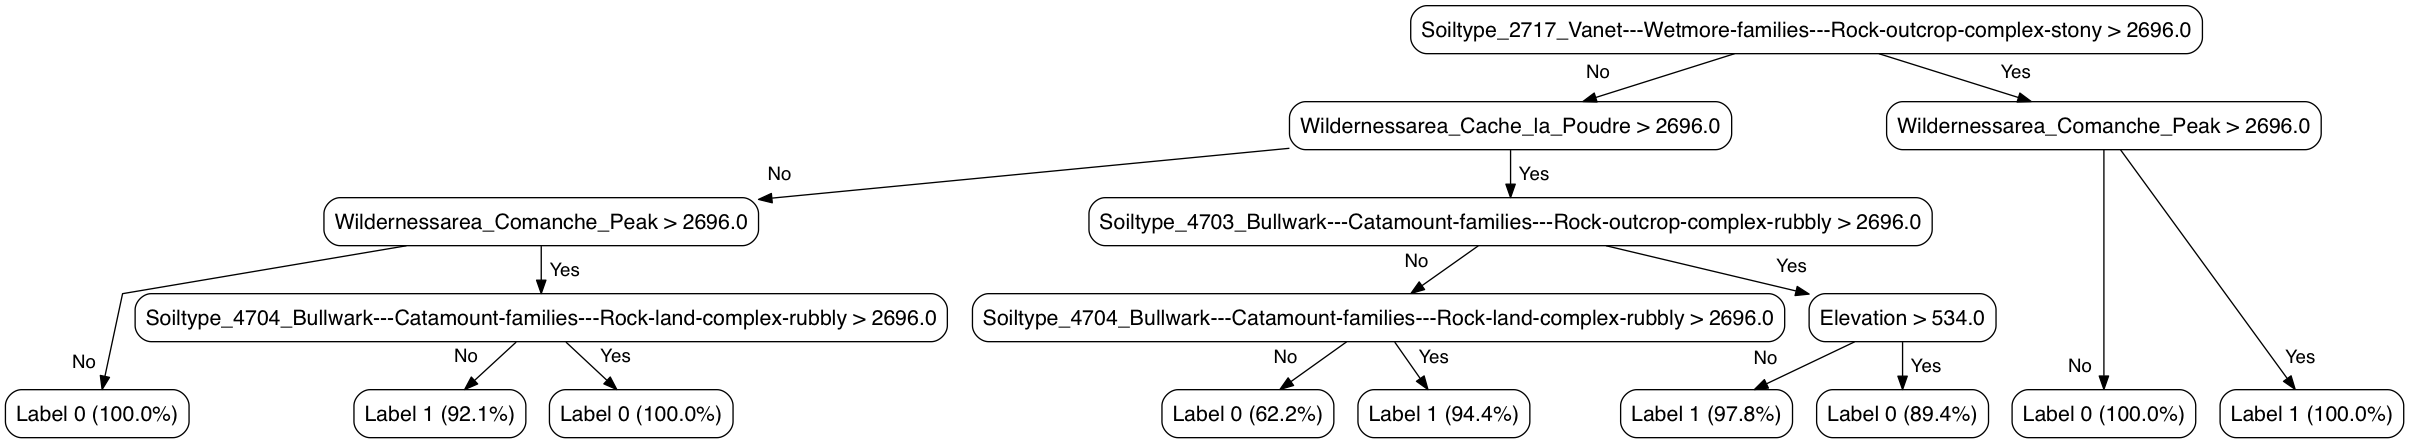 Soiltype_2717_Vanet---Wetmore-families---Rock-outcrop-complex-stony > 2696.0
No
Yes
Wildernessarea_Cache_la_Poudre > 2696.0
Wildernessarea_Comanche_Peak > 2696.0
No
Yes
Wildernessarea_Comanche_Peak > 2696.0
Soiltype_4703_Bullwark---Catamount-families---Rock-outcrop-complex-rubbly > 2696.0
Yes
No
Yes
Soiltype_4704_Bullwark---Catamount-families---Rock-land-complex-rubbly > 2696.0
Soiltype_4704_Bullwark---Catamount-families---Rock-land-complex-rubbly > 2696.0
Elevation > 534.0
No
No
Yes
No
Yes
No
Yes
No
Yes
Label 0 (100.0%)
Label 1 (92.1%)
Label 0 (100.0%)
Label 0 (62.2%)
Label 1 (94.4%)
Label 1 (97.8%)
Label 0 (89.4%)
Label 0 (100.0%)
Label 1 (100.0%)